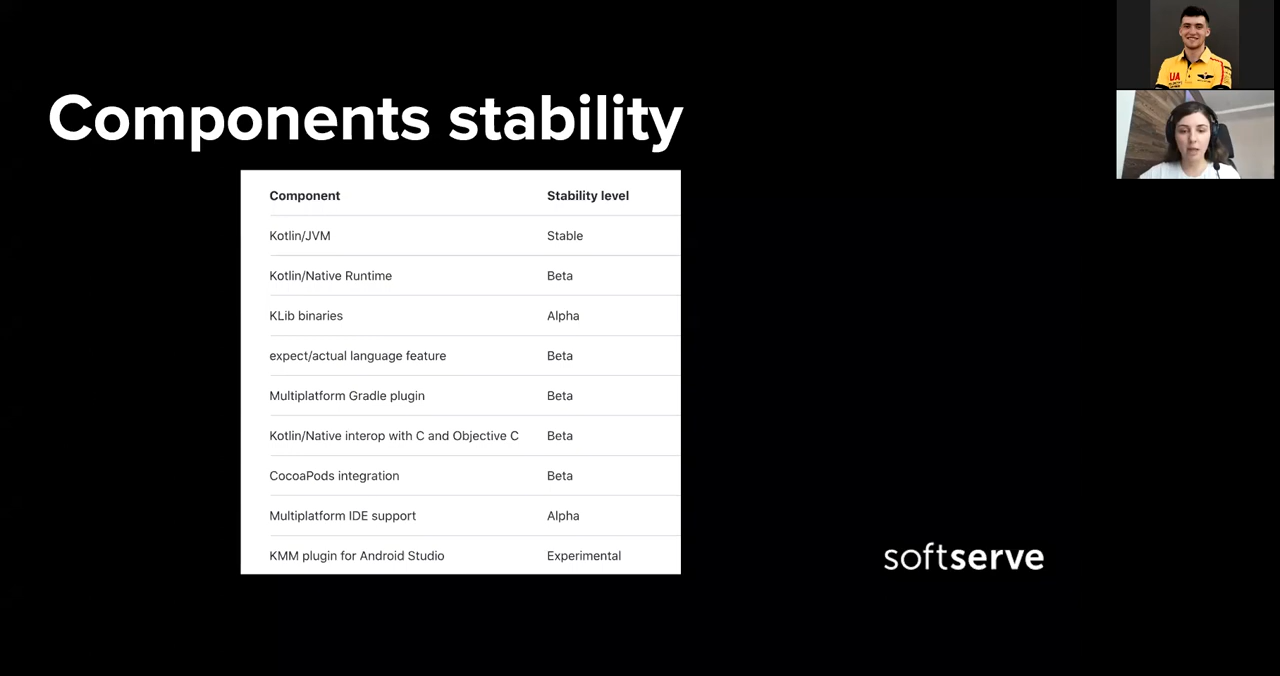 Components stability
Component Stability level
Kotlin/JVM Stable
Kotlin/Native Runtime Beta
KLib binaries Alpha
expect/actual language feature Beta
Multiplatform Gradle plugin Beta
Kotlin/Native interop with C and Objective C Beta
CocoaPods integration Beta
Multiplatform IDE support Alpha
KMM plugin for Android Studio Experimental
softserve
UA